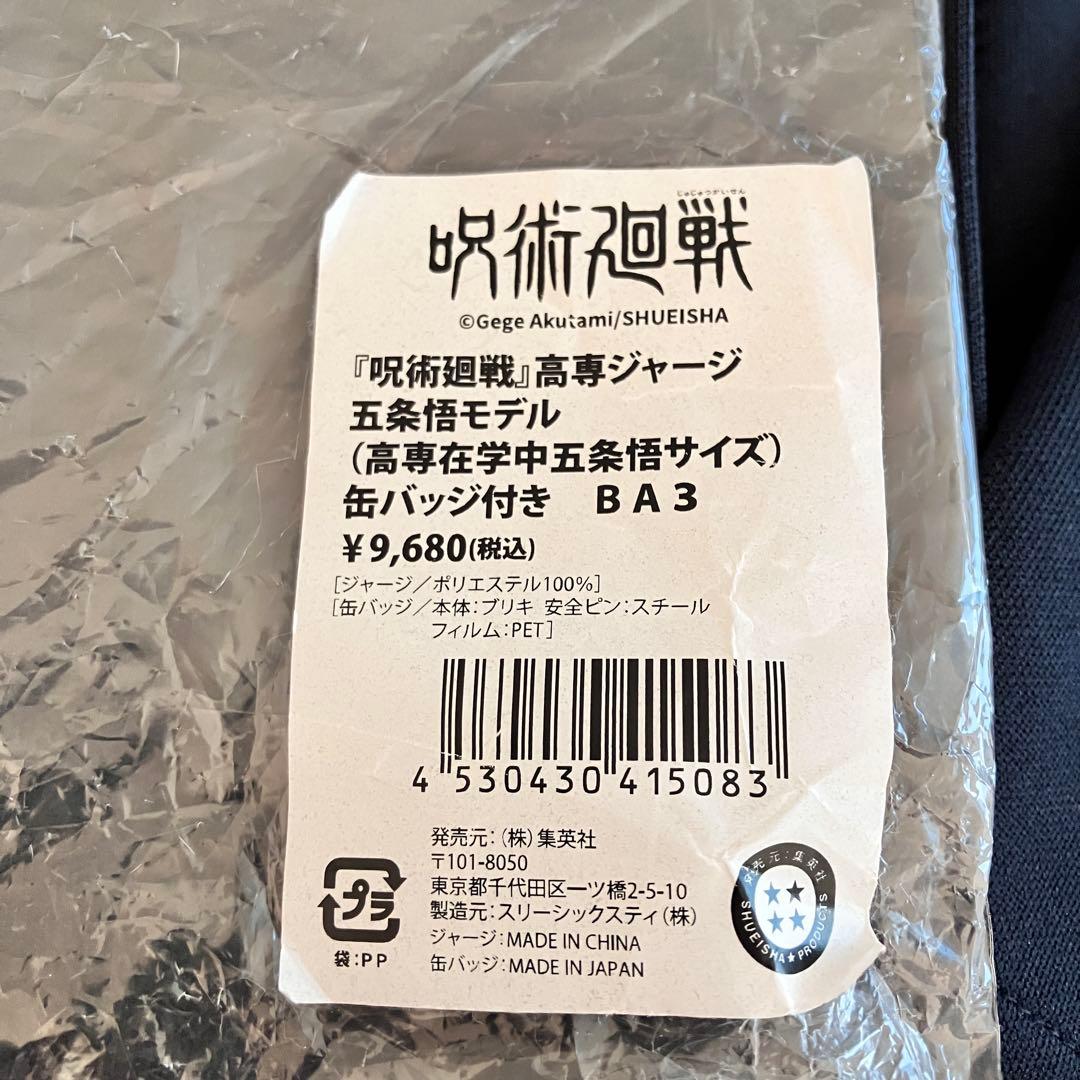 じゅじゅつかいせん
呪術廻戦
©Gege Akutami/SHUEISHA
『呪術廻戦』高専ジャージ
五条悟モデル
(高専在学中五条悟サイズ)
缶バッジ付き　BA3
¥9,680(税込)
[ジャージ／ポリエステル100%]
[缶バッジ／本体:ブリキ 安全ピン:スチール
フィルム:PET]
4 530430 415083
発売元:(株)集英社
〒101-8050
東京都千代田区一ツ橋2-5-10
製造元:スリーシックスティ(株)
ジャージ:MADE IN CHINA
缶バッジ:MADE IN JAPAN
プラ
袋:PP
発売元:集英社
SHUEISHA★PRODUCTS